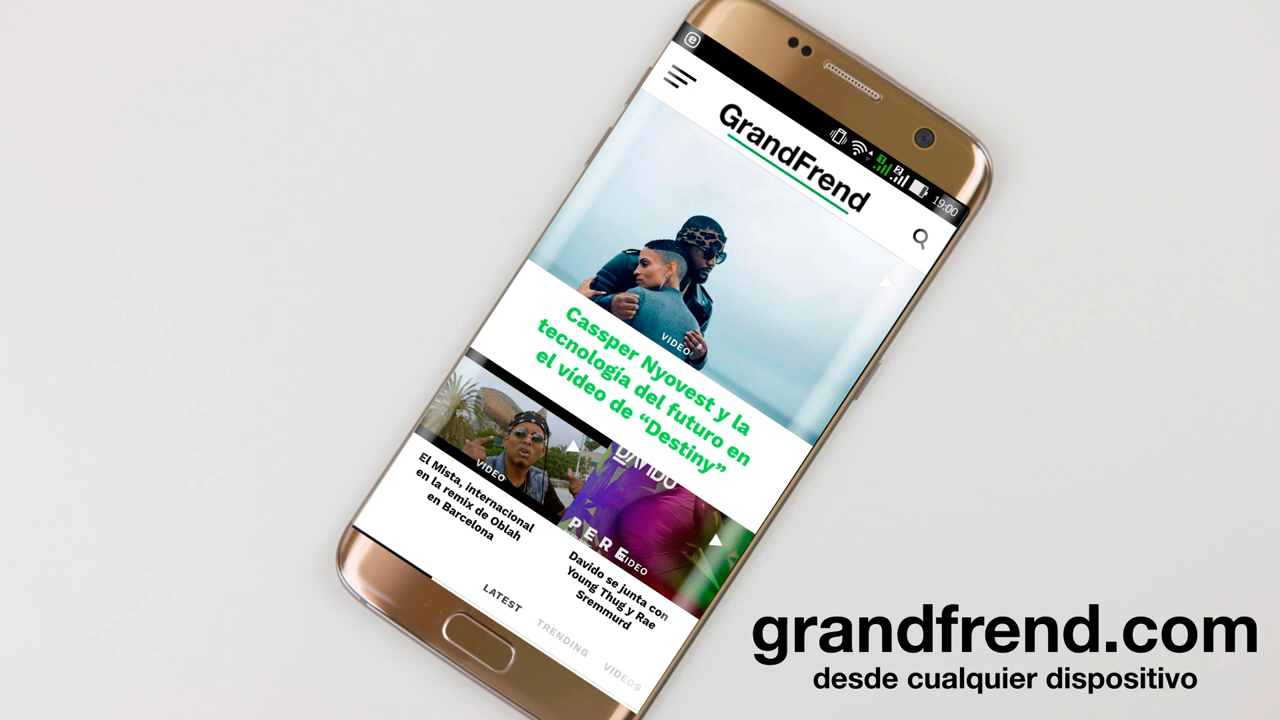 19:00
GrandFrend
VIDEO
Cassper Nyovest y la
tecnología del futuro en
el vídeo de “Destiny”
VIDEO
El Mista, internacional
en la remix de Oblah
en Barcelona
DAVIDO
RERE
VIDEO
Davido se junta con
Young Thug y Rae
Sremmurd
LATEST
TRENDING
VIDEOS
grandfrend.com
desde cualquier dispositivo